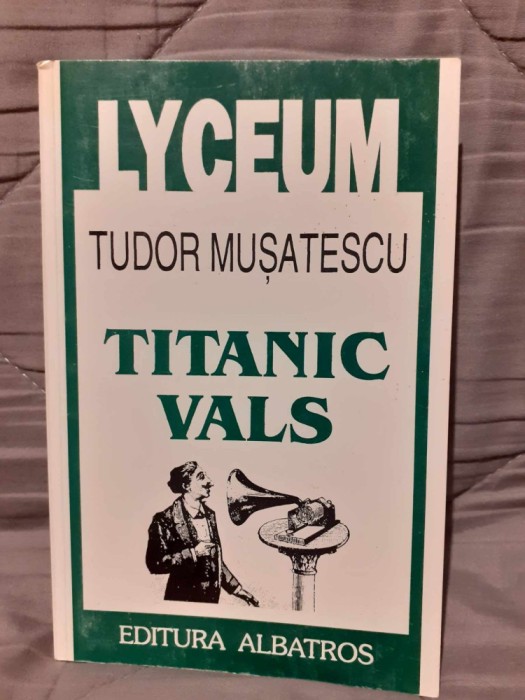 LYCEUM
TUDOR MUȘATESCU
TITANIC
VALS
EDITURA ALBATROS